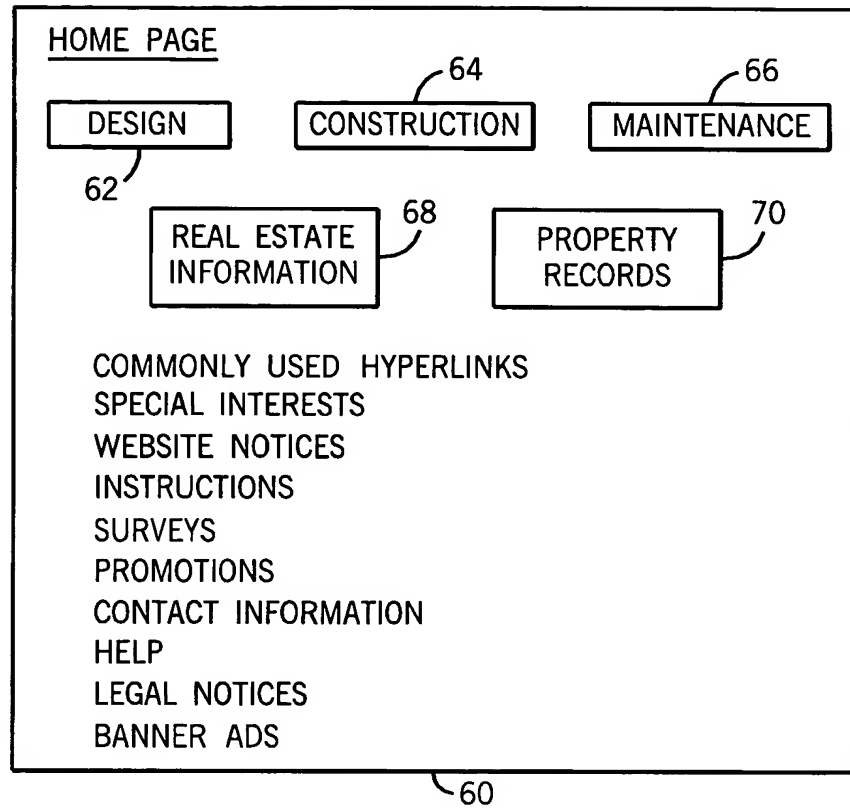 HOME PAGE
64
66
DESIGN
CONSTRUCTION
MAINTENANCE
62
68
70
REAL ESTATE
INFORMATION
PROPERTY
RECORDS
COMMONLY USED HYPERLINKS
SPECIAL INTERESTS
WEBSITE NOTICES
INSTRUCTIONS
SURVEYS
PROMOTIONS
CONTACT INFORMATION
HELP
LEGAL NOTICES
BANNER ADS
60